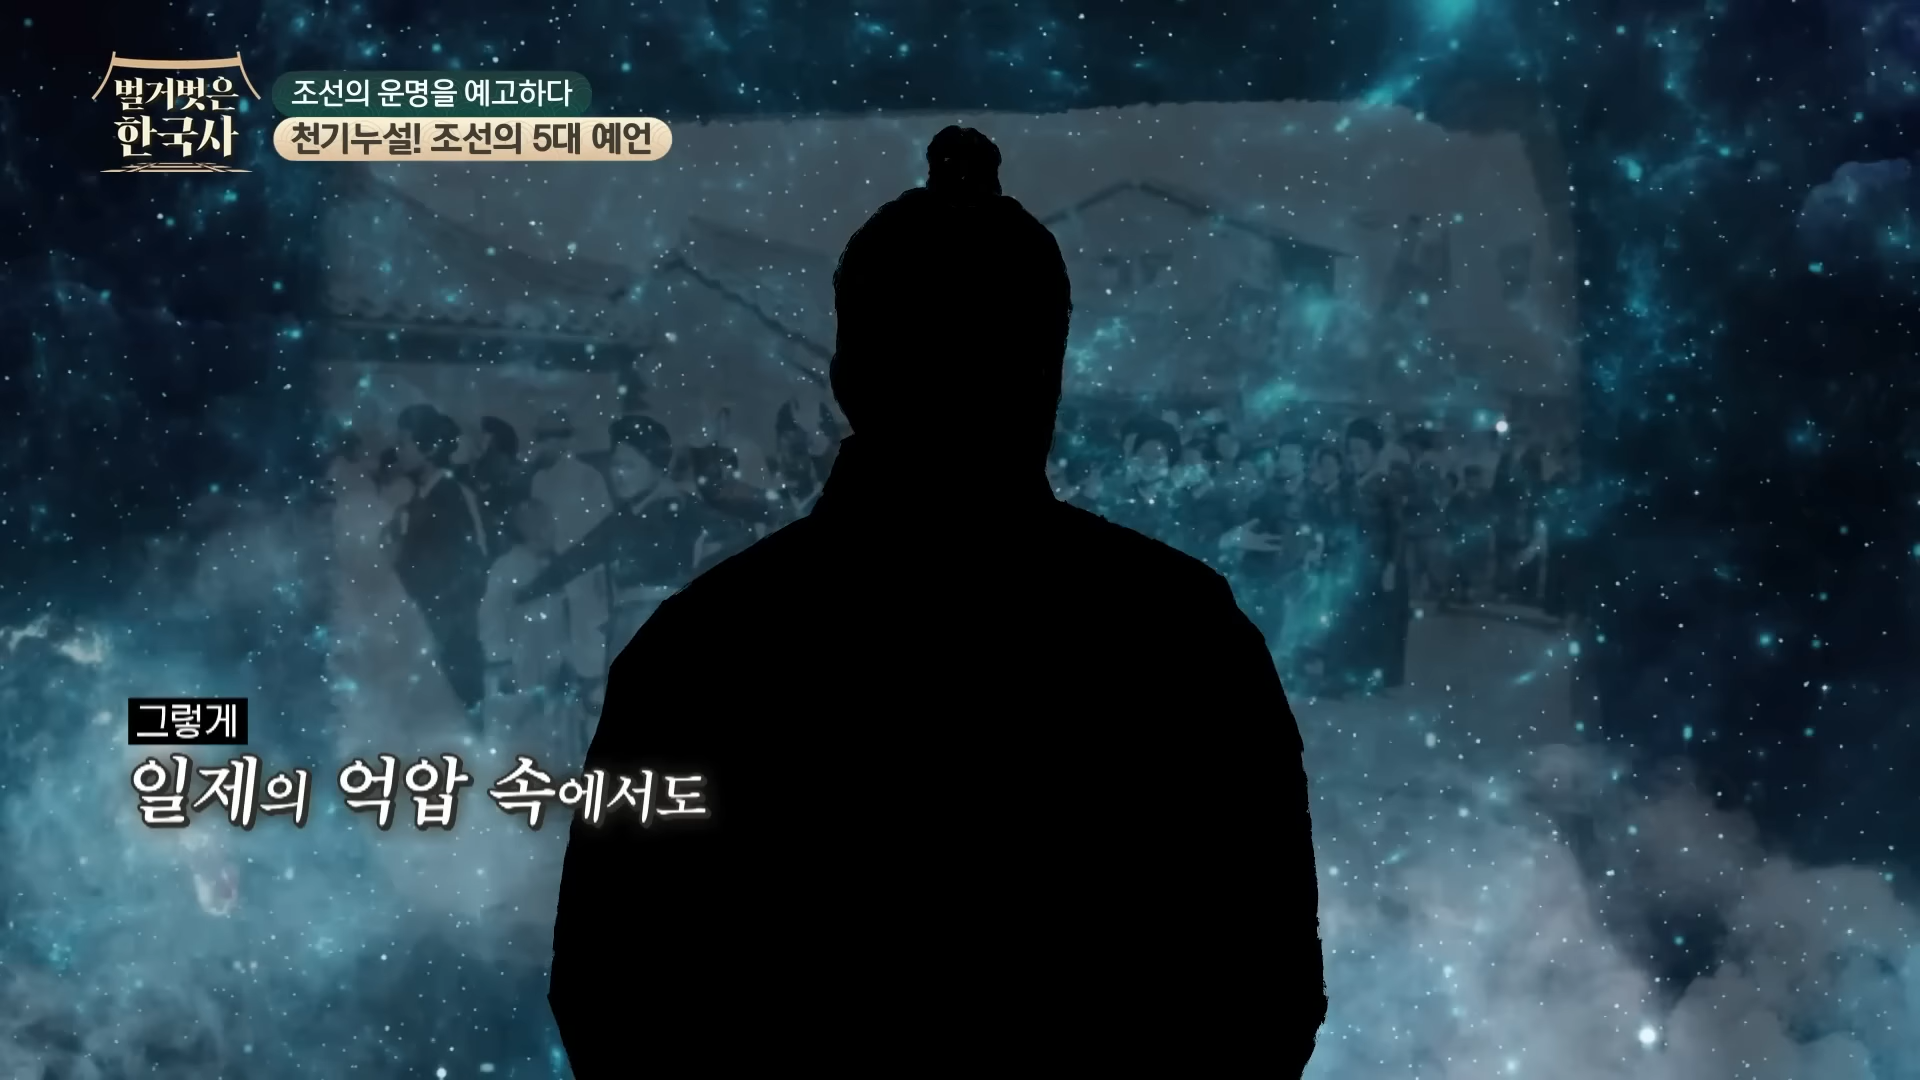 벌거벗은
한국사
조선의 운명을 예고하다
천기누설! 조선의 5대 예언
그렇게
일제의 억압 속에서도